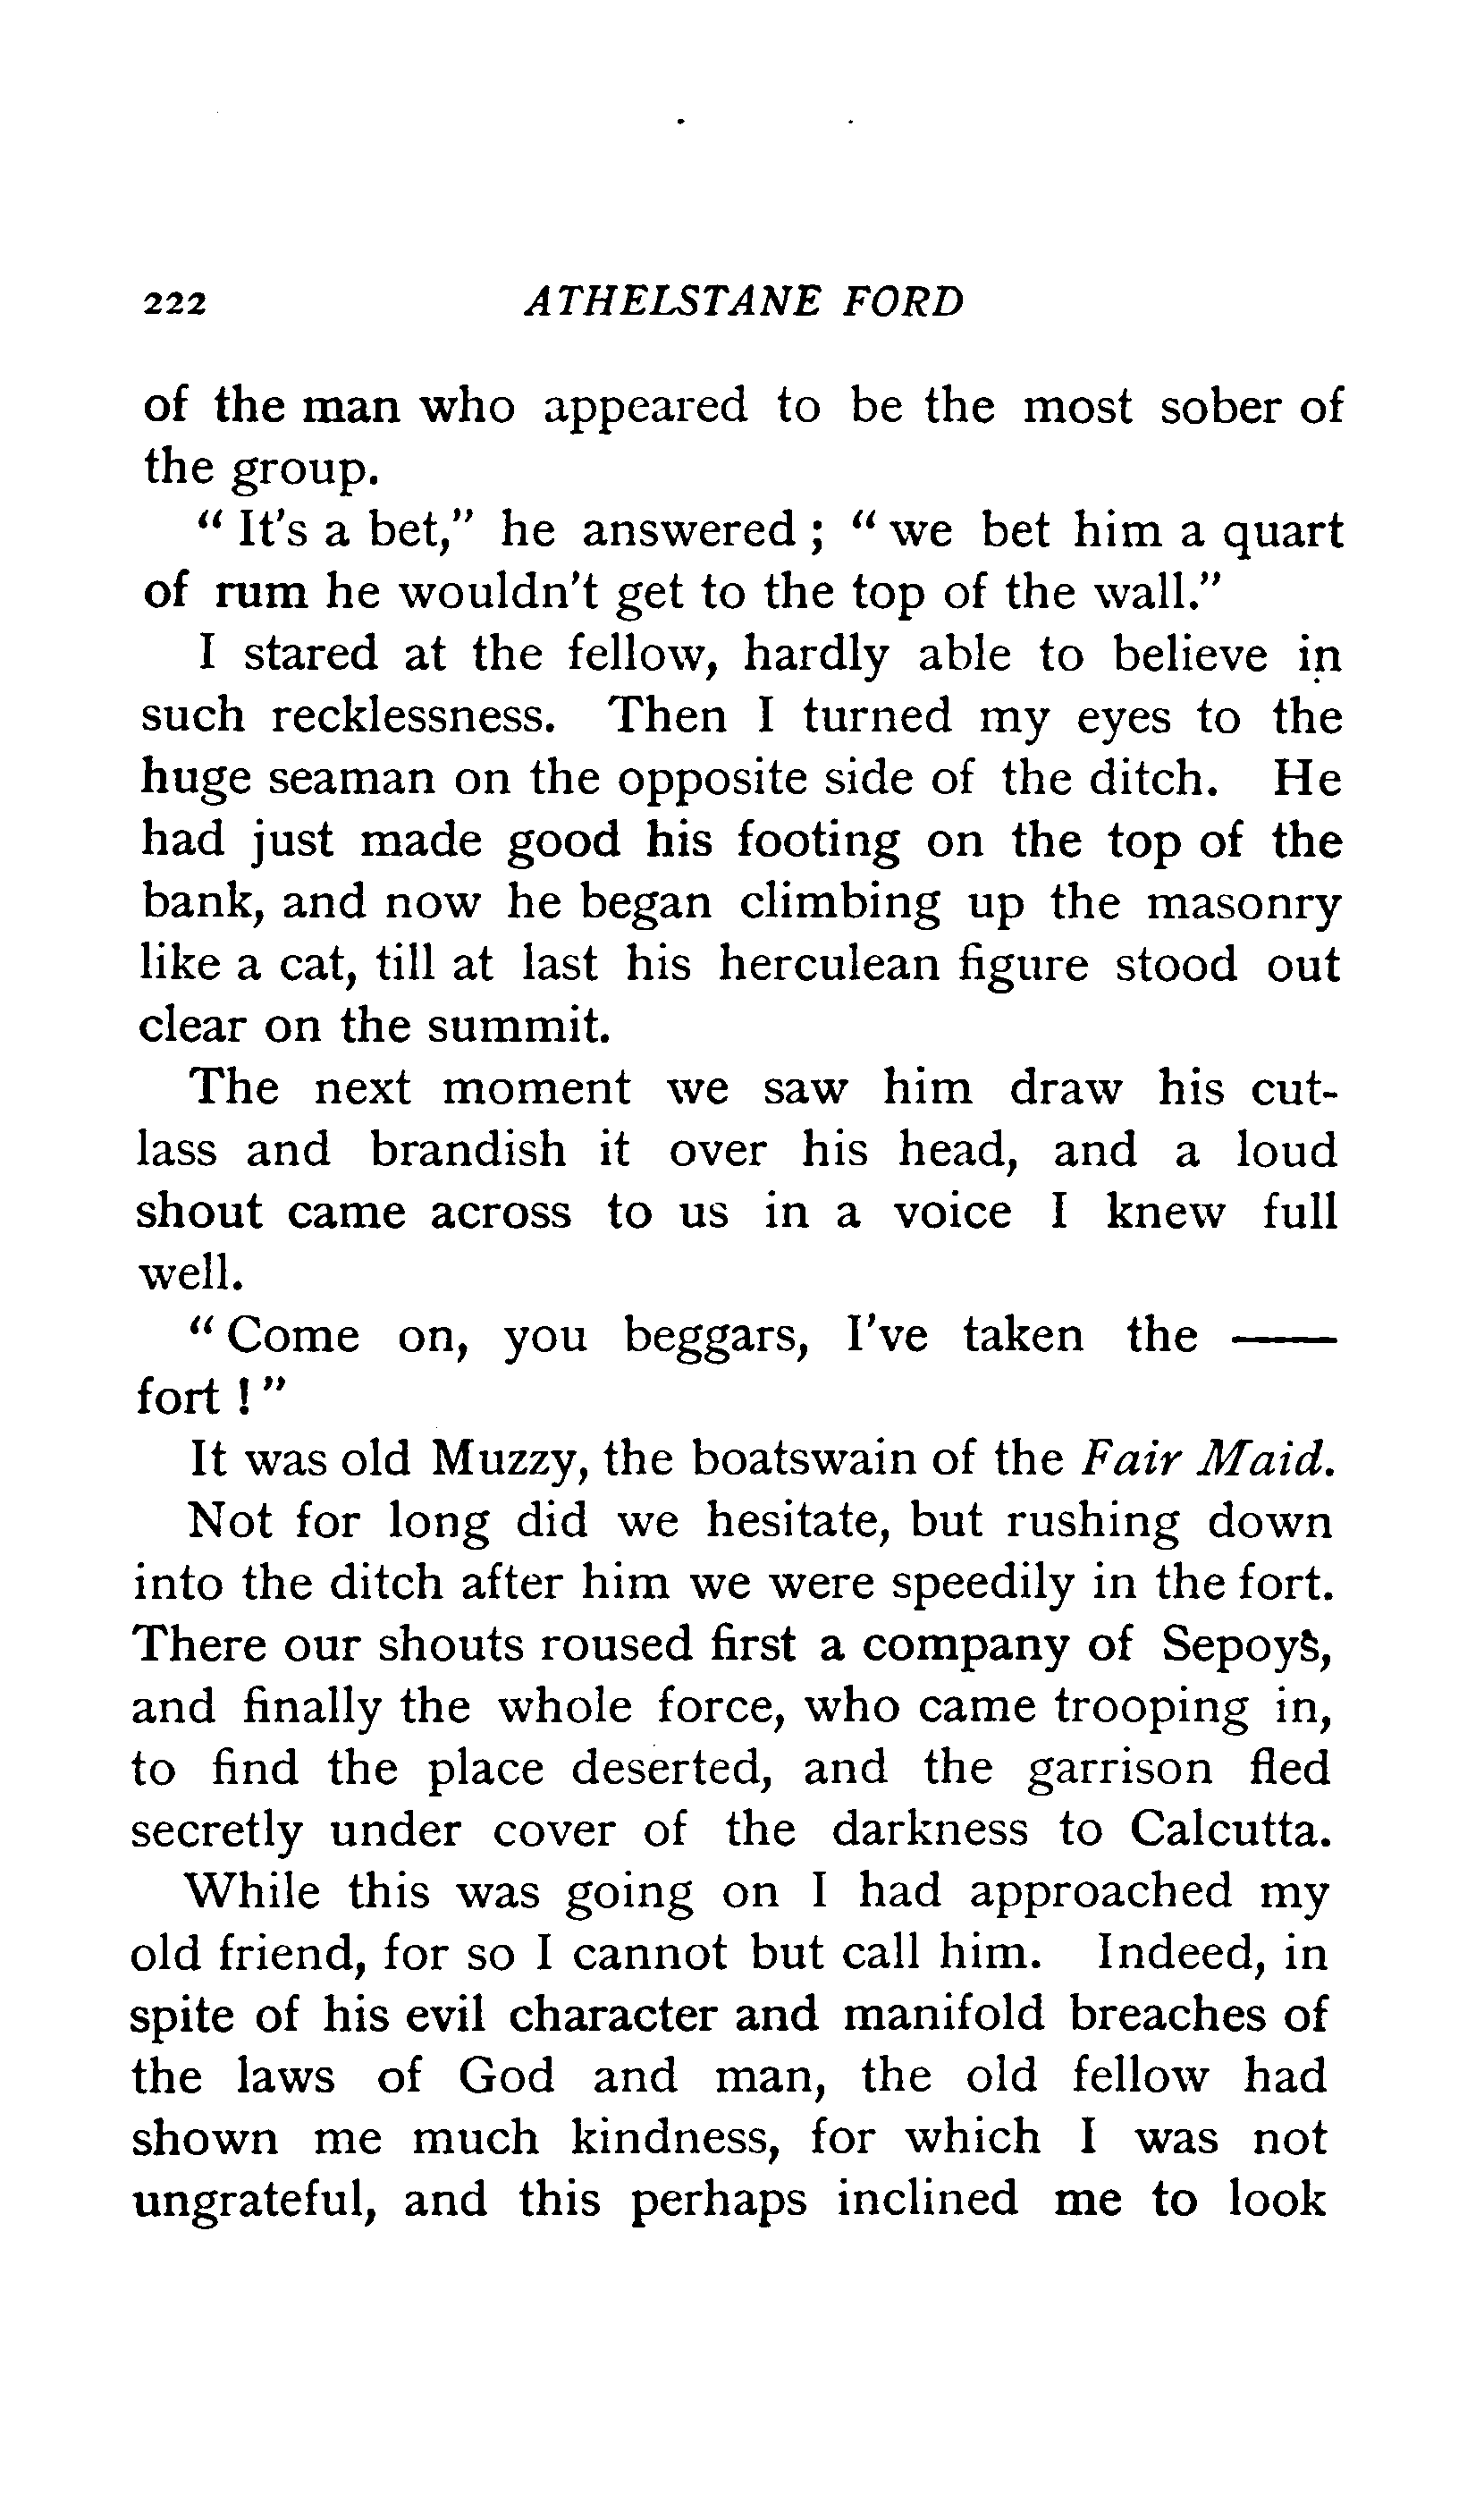 222 ATHELSTANE FORD
of the man who appeared to be the most sober of
the group.
“ It's a bet,” he answered ; “ we bet him a quart
of rum he wouldn't get to the top of the wall.”
I stared at the fellow, hardly able to believe in
such recklessness. Then I turned my eyes to the
huge seaman on the opposite side of the ditch. He
had just made good his footing on the top of the
bank, and now he began climbing up the masonry
like a cat, till at last his herculean figure stood out
clear on the summit.
The next moment we saw him draw his cut-
lass and brandish it over his head, and a loud
shout came across to us in a voice I knew full
well.
“ Come on, you beggars, I've taken the ——
fort ! ”
It was old Muzzy, the boatswain of the Fair Maid.
Not for long did we hesitate, but rushing down
into the ditch after him we were speedily in the fort.
There our shouts roused first a company of Sepoys,
and finally the whole force, who came trooping in,
to find the place deserted, and the garrison fled
secretly under cover of the darkness to Calcutta.
While this was going on I had approached my
old friend, for so I cannot but call him. Indeed, in
spite of his evil character and manifold breaches of
the laws of God and man, the old fellow had
shown me much kindness, for which I was not
ungrateful, and this perhaps inclined me to look